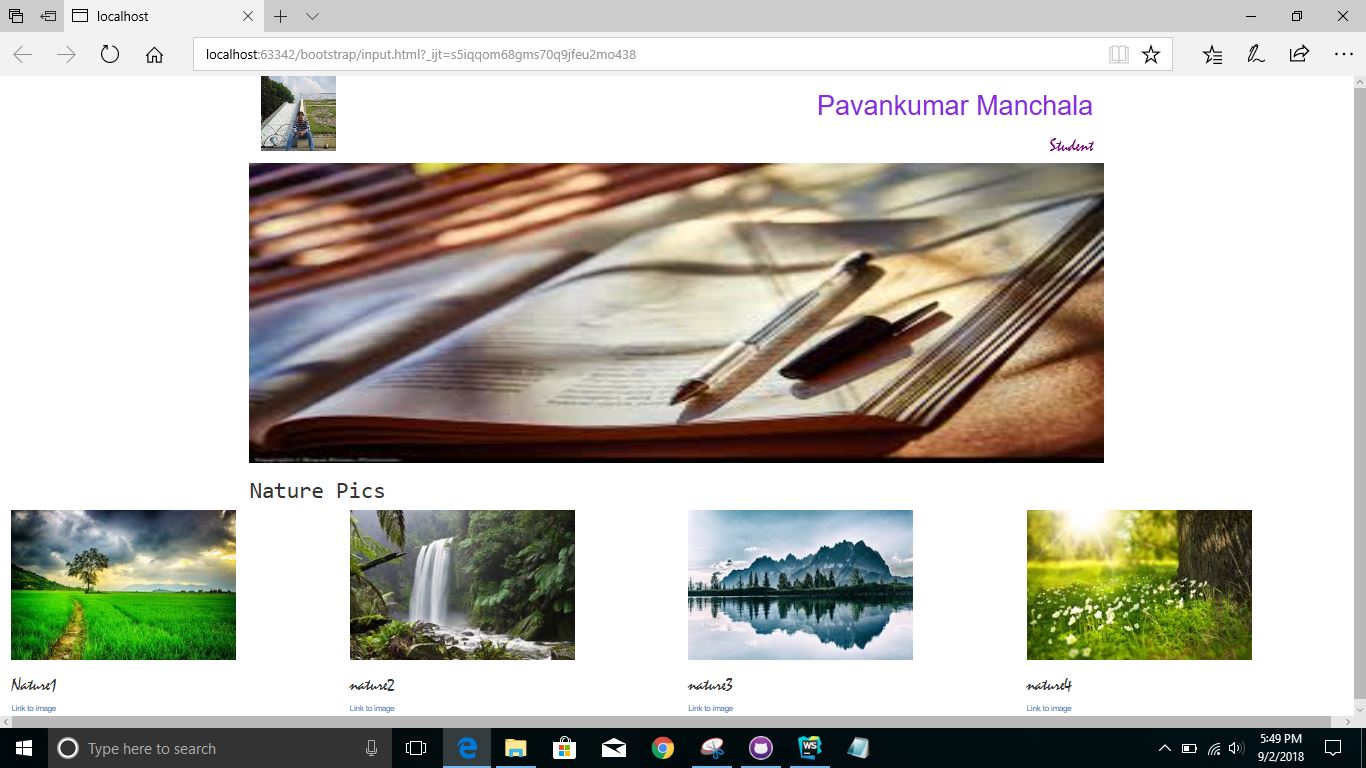 localhost
localhost:63342/bootstrap/input.html?_ijt=s5iqqom68gms70q9jfeu2mo438
Pavankumar Manchala
Student
Nature Pics
Nature1 nature2 nature3 nature4
Link to image Link to image Link to image Link to image
Type here to search
WS
5:49 PM
9/2/2018